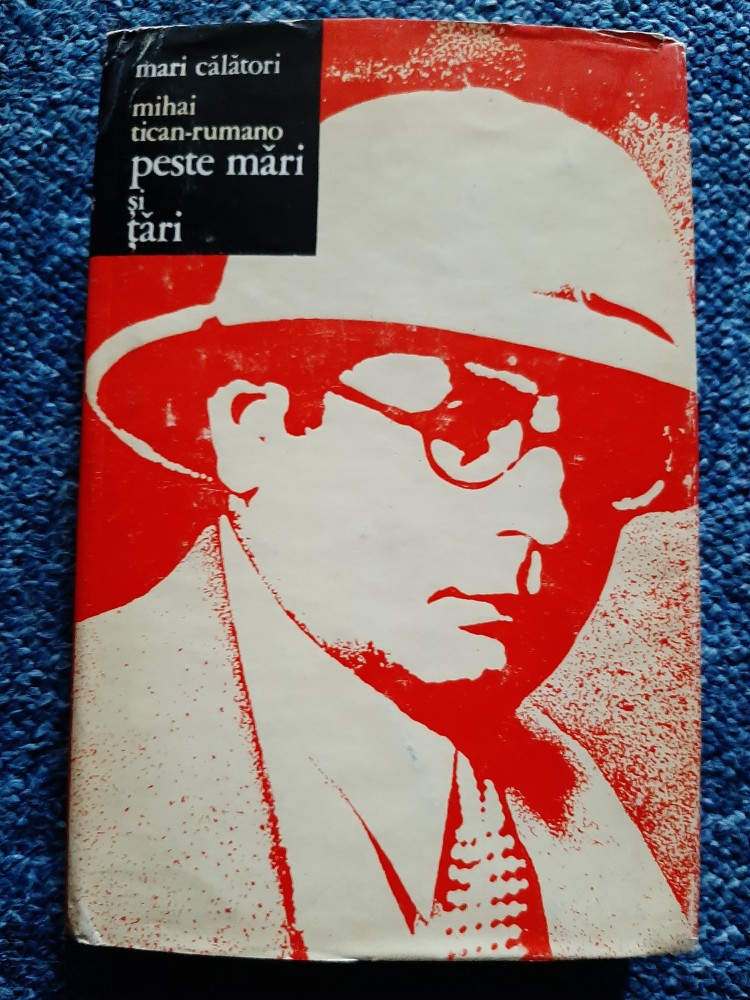 mari călători
mihai
tican-rumano
peste mări
și
țări